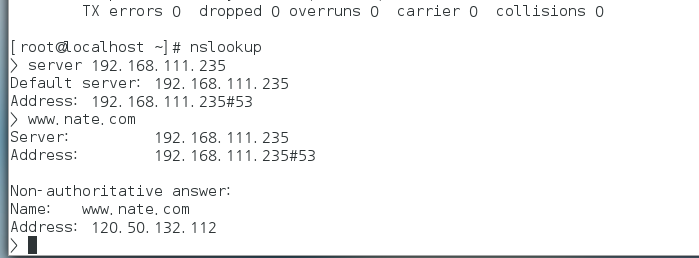 TX errors 0  dropped 0 overruns 0  carrier 0  collisions 0
[root@localhost ~]# nslookup
> server 192.168.111.235
Default server: 192.168.111.235
Address: 192.168.111.235#53
> www.nate.com
Server:         192.168.111.235
Address:        192.168.111.235#53
Non-authoritative answer:
Name:   www.nate.com
Address: 120.50.132.112
>